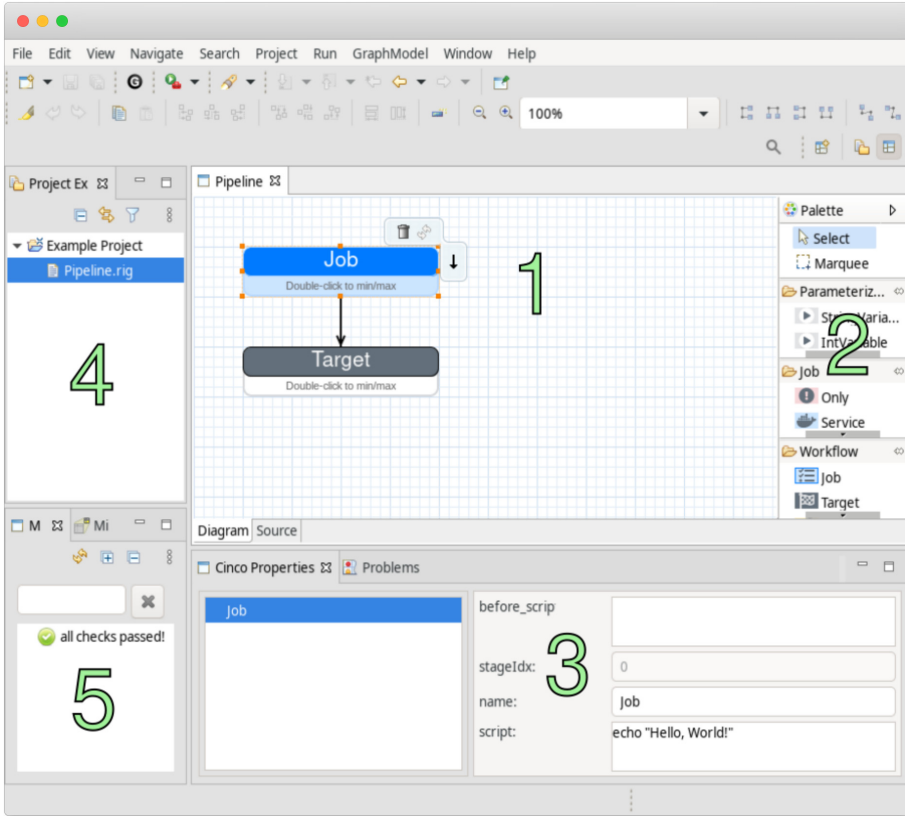 File Edit View Navigate Search Project Run GraphModel Window Help
100%
Project Ex
Pipeline
Palette
Select
Marquee
Example Project
Pipeline.rig
Job
Double-click to min/max
Target
Double-click to min/max
1
Parameteriz...
IntVariable
2
Job
Only
Service
Workflow
Job
Target
4
Diagram Source
M Mi
all checks passed!
5
Cinco Properties Problems
Job
before_scrip
stageIdx: 0
name: Job
script: echo "Hello, World!"
3